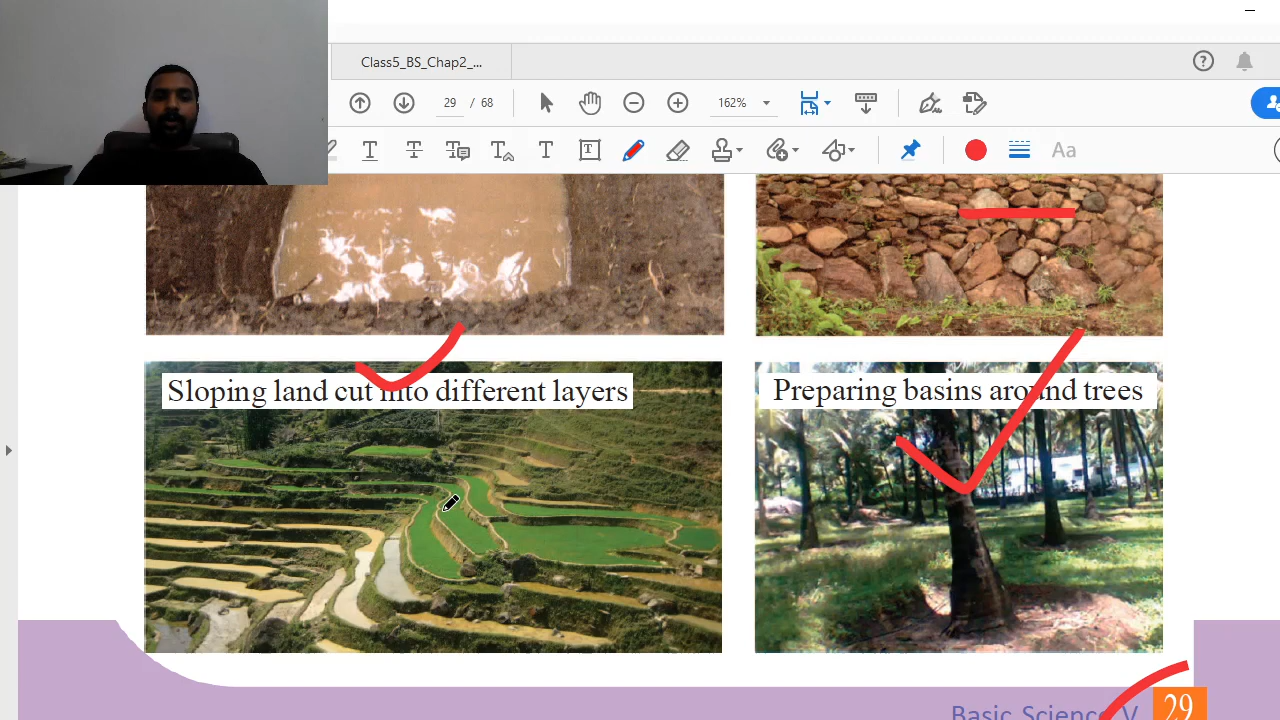 Class5_BS_Chap2_...
29 / 68
162%
Aa
Sloping land cut into different layers
Preparing basins around trees
Basic Science V
29